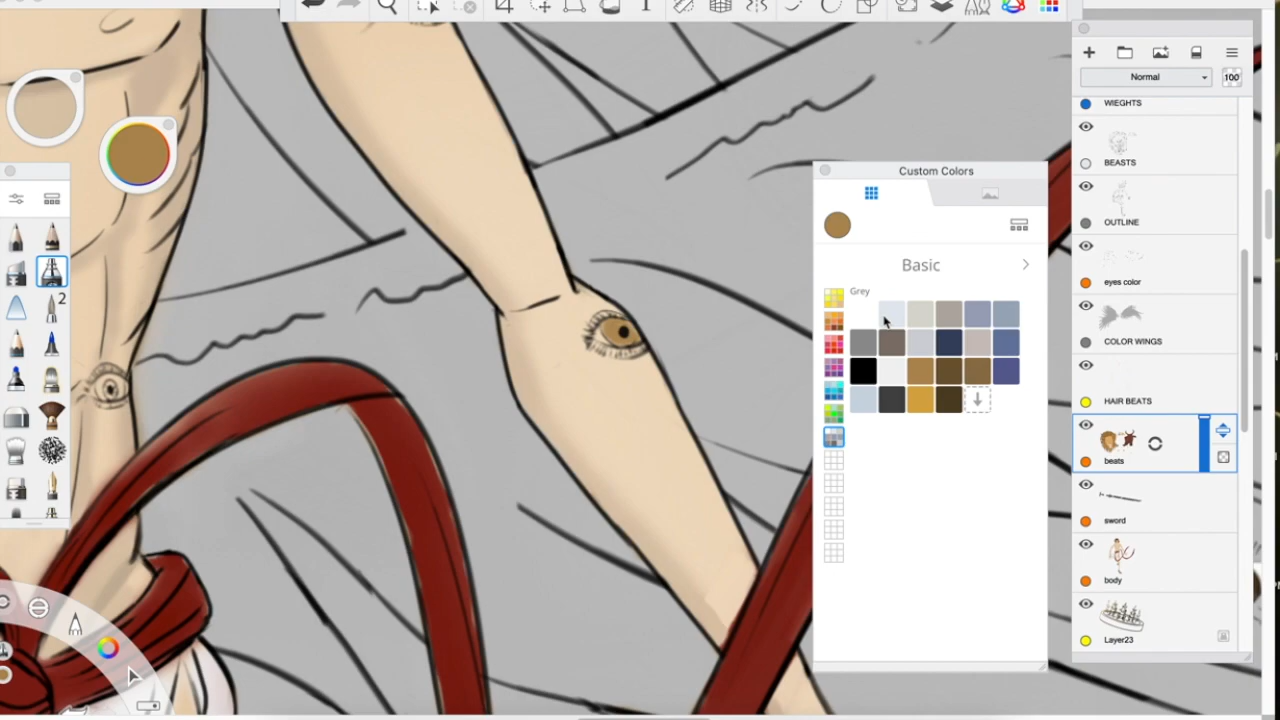 T
Normal
100
WIEGHTS
BEASTS
OUTLINE
eyes color
COLOR WINGS
HAIR BEATS
beats
sword
body
Layer23
Custom Colors
Basic
Grey
2